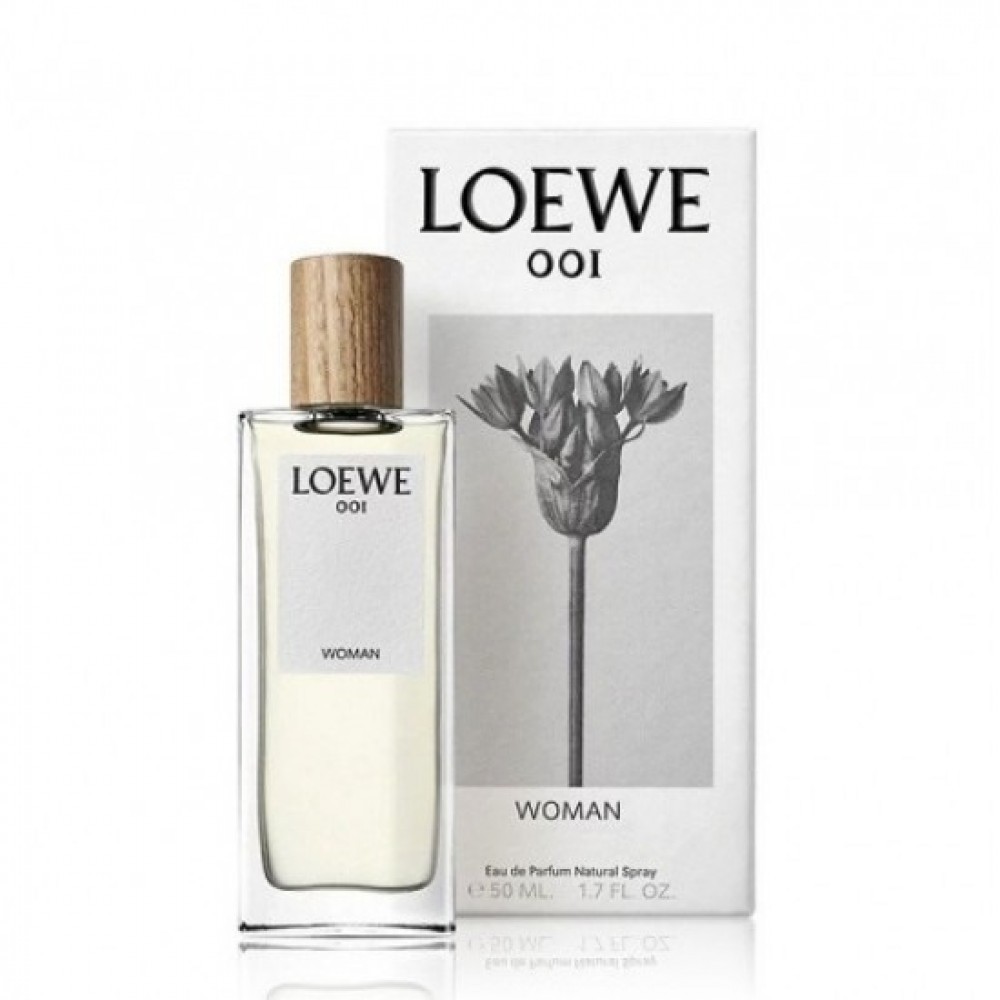 LOEWE
001
WOMAN
Eau de Parfum Natural Spray
℮ 50 ML. 1.7 FL. OZ.
LOEWE
001
WOMAN